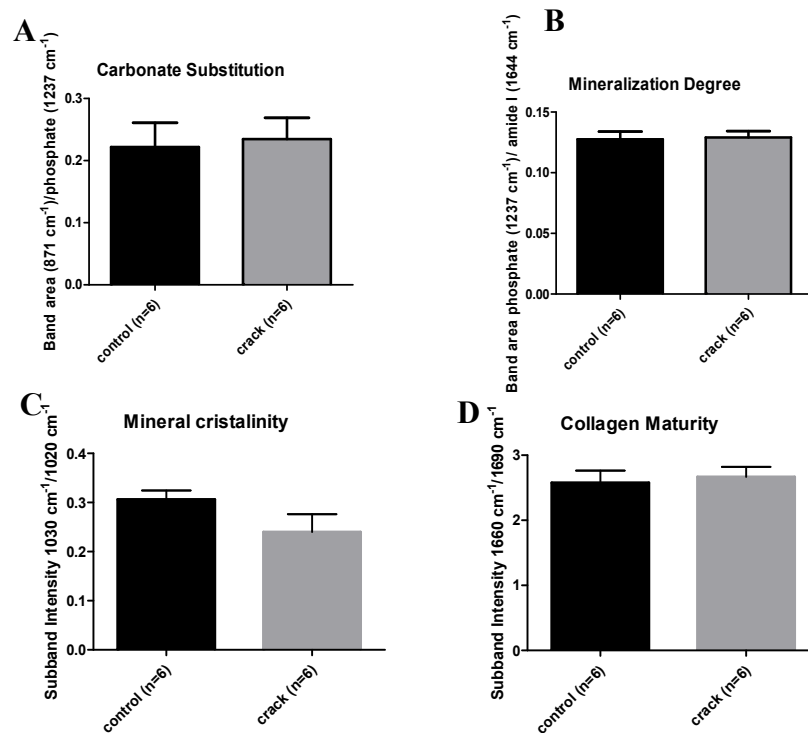 A
Carbonate Substitution
Band area (871 cm-1)/phosphate (1237 cm-1)
0.3
0.2
0.1
0.0
control (n=6)
crack (n=6)
B
Mineralization Degree
Band area phosphate (1237 cm-1)/ amide I (1644 cm-1)
0.15
0.10
0.05
0.00
control (n=6)
crack (n=6)
C
Mineral cristalinity
Subband Intensity 1030 cm-1/1020 cm-1
0.4
0.3
0.2
0.1
0.0
control (n=6)
crack (n=6)
D
Collagen Maturity
Subband Intensity 1660 cm-1/1690 cm-1
3
2
1
0
control (n=6)
crack (n=6)